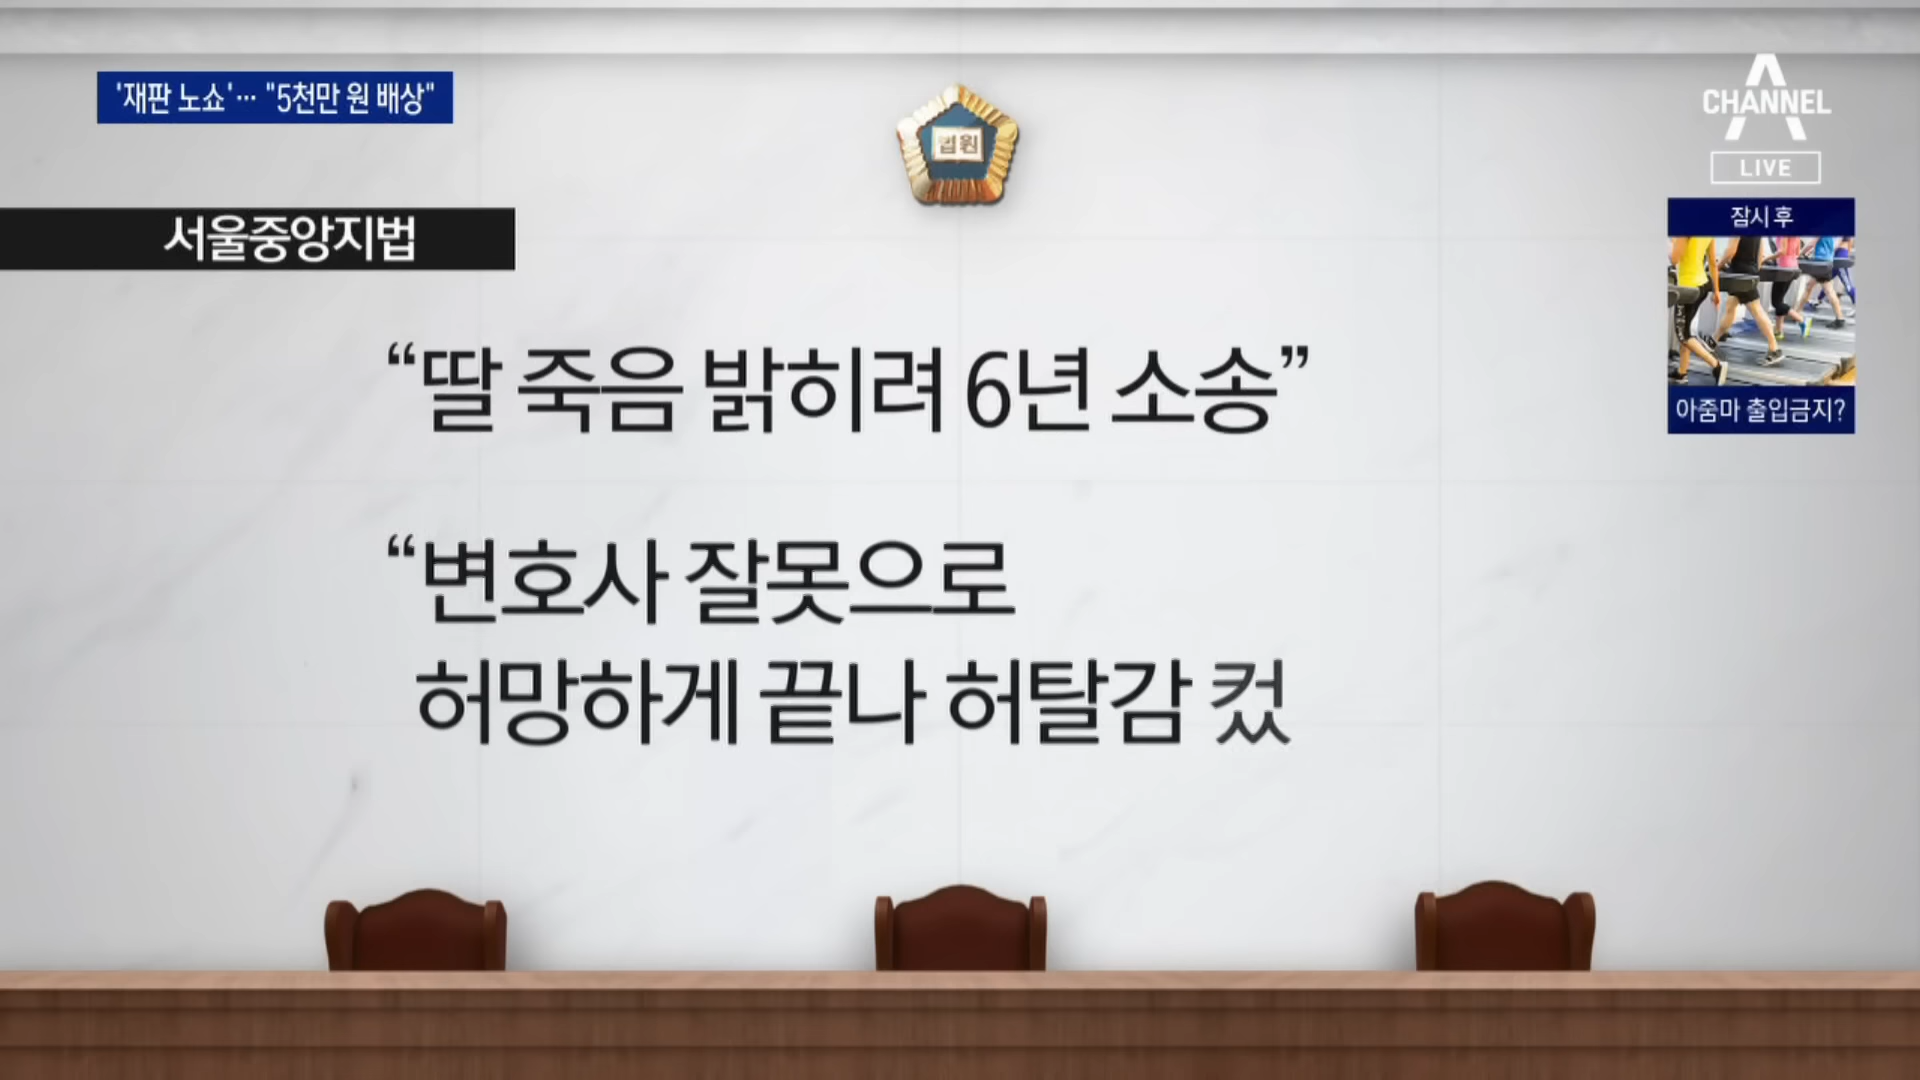 '재판 노쇼'… "5천만 원 배상"
법원
CHANNEL A
LIVE
서울중앙지법
잠시 후
아줌마 출입금지?
“딸 죽음 밝히려 6년 소송”
“변호사 잘못으로
허망하게 끝나 허탈감 컸